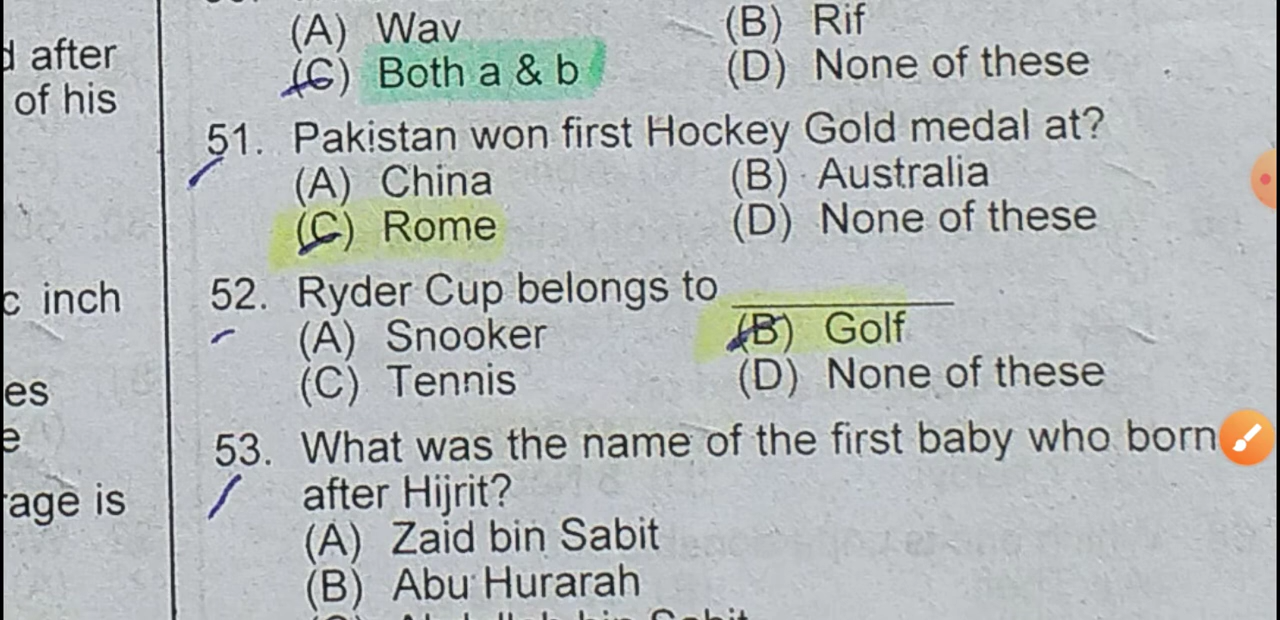 (A) Wav (B) Rif
d after
(C) Both a & b (D) None of these
of his
51. Pakistan won first Hockey Gold medal at?
(A) China (B) Australia
(C) Rome (D) None of these
52. Ryder Cup belongs to ____________
c inch
(A) Snooker (B) Golf
(C) Tennis (D) None of these
es
e
53. What was the name of the first baby who born
after Hijrit?
rage is
(A) Zaid bin Sabit
(B) Abu Hurarah